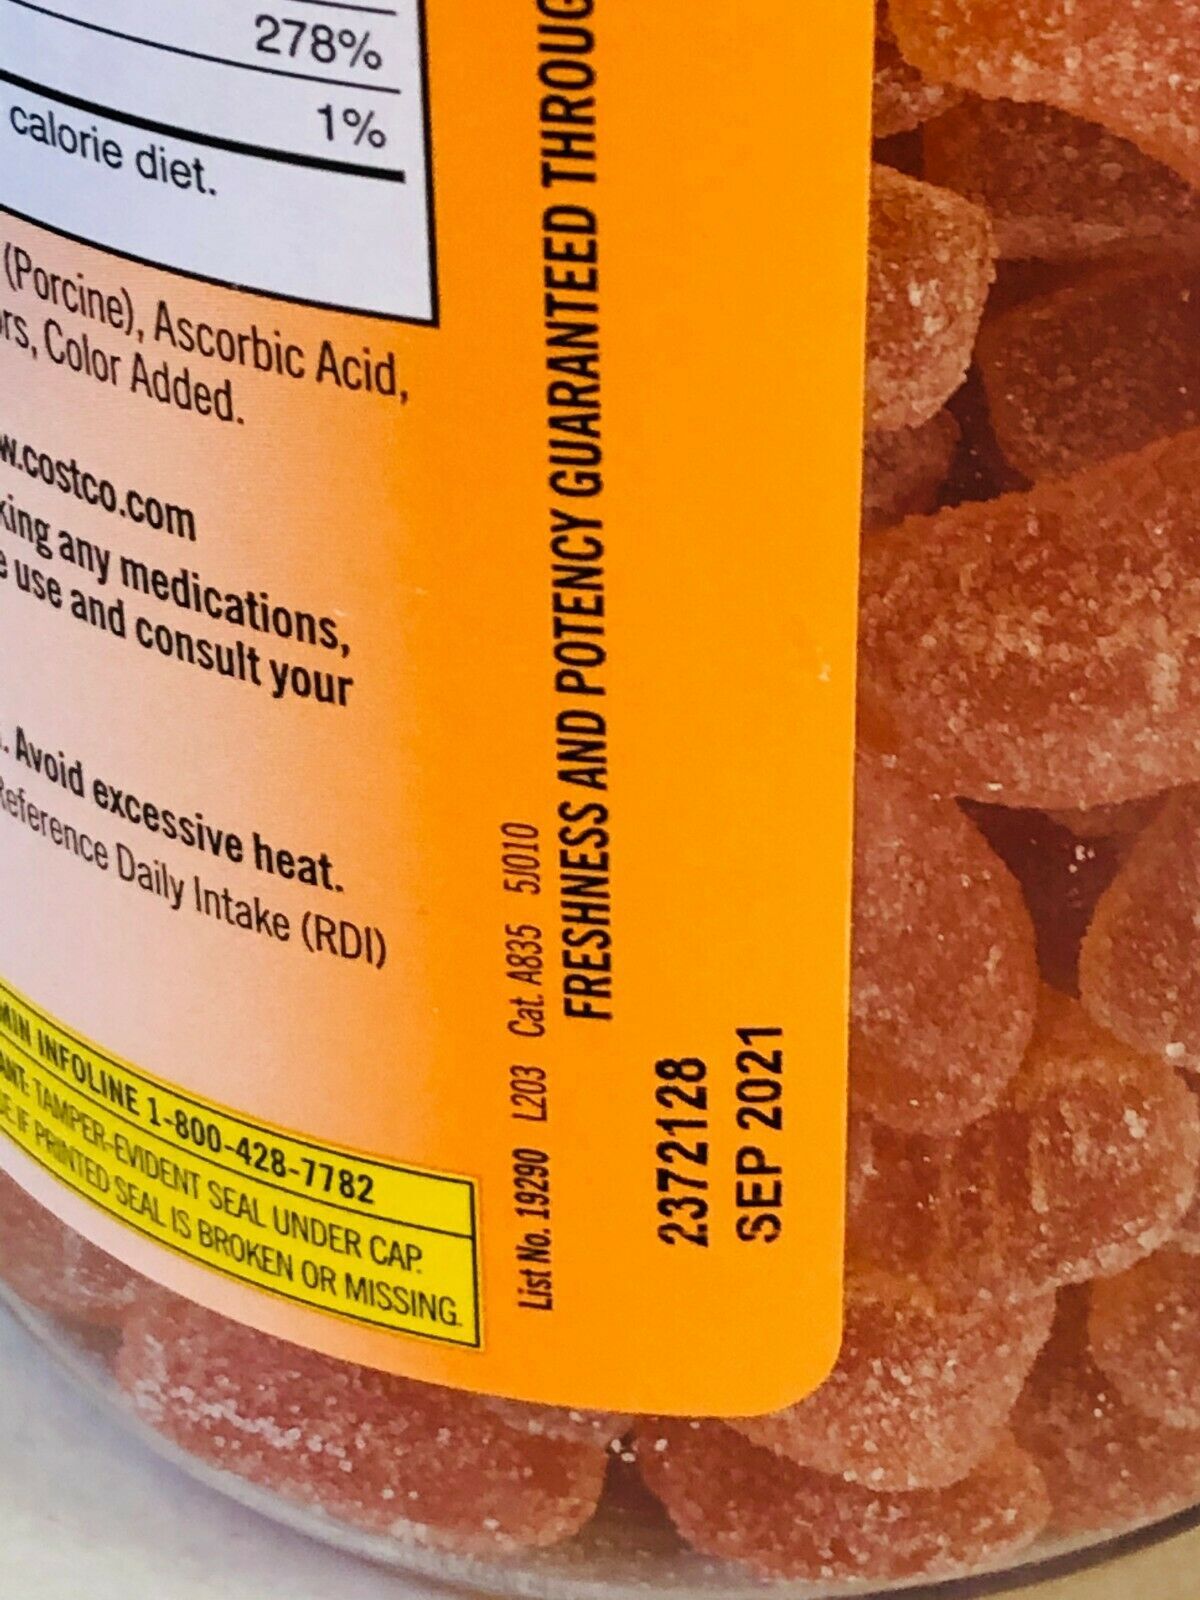 278%
1%
calorie diet.
(Porcine), Ascorbic Acid,
rs, Color Added.
w.costco.com
king any medications,
e use and consult your
. Avoid excessive heat.
Reference Daily Intake (RDI)
MIN INFOLINE 1-800-428-7782
ANT: TAMPER-EVIDENT SEAL UNDER CAP.
E IF PRINTED SEAL IS BROKEN OR MISSING.
List No. 19290 L203 Cat. A835 5J010
FRESHNESS AND POTENCY GUARANTEED THROUG
2372128
SEP 2021